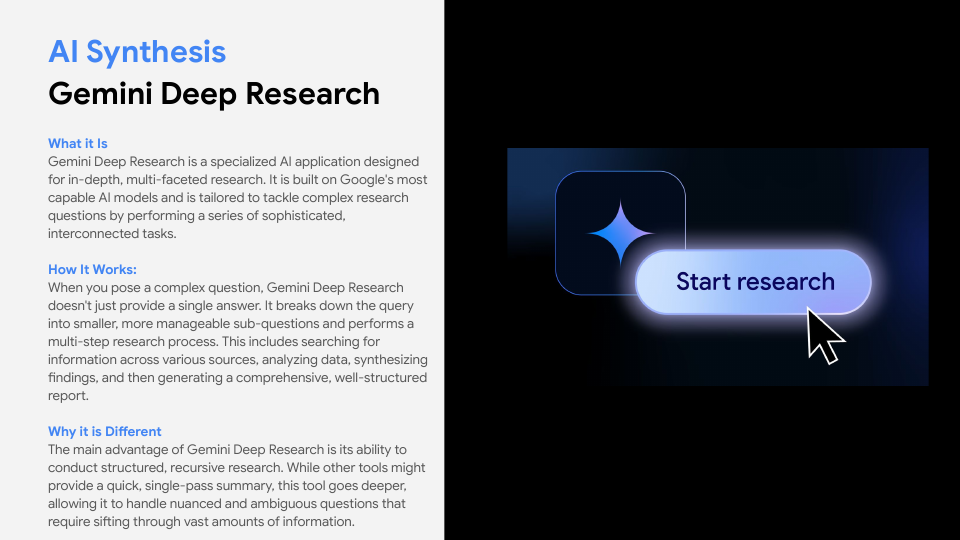 AI Synthesis
Gemini Deep Research
What it Is
Gemini Deep Research is a specialized AI application designed
for in-depth, multi-faceted research. It is built on Google's most
capable AI models and is tailored to tackle complex research
questions by performing a series of sophisticated,
interconnected tasks.
How It Works:
When you pose a complex question, Gemini Deep Research
doesn't just provide a single answer. It breaks down the query
into smaller, more manageable sub-questions and performs a
multi-step research process. This includes searching for
information across various sources, analyzing data, synthesizing
findings, and then generating a comprehensive, well-structured
report.
Why it is Different
The main advantage of Gemini Deep Research is its ability to
conduct structured, recursive research. While other tools might
provide a quick, single-pass summary, this tool goes deeper,
allowing it to handle nuanced and ambiguous questions that
require sifting through vast amounts of information.
Start research